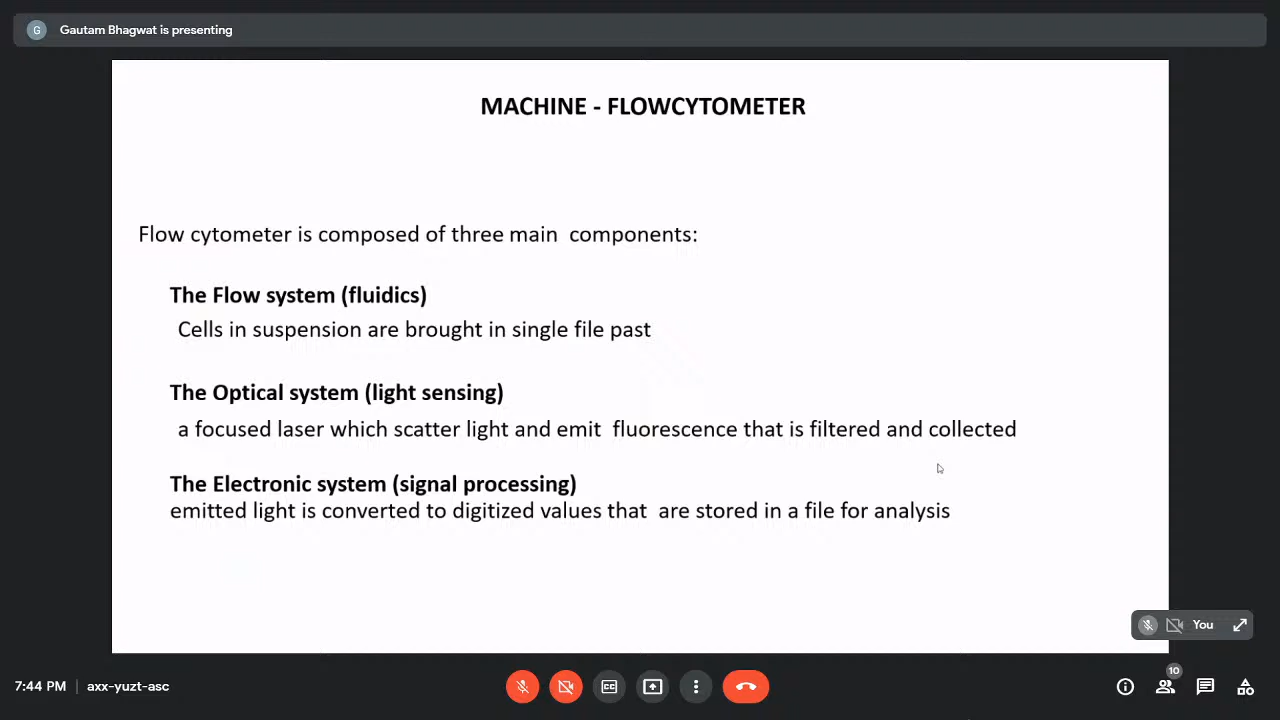 G Gautam Bhagwat is presenting
MACHINE - FLOWCYTOMETER
Flow cytometer is composed of three main components:
The Flow system (fluidics)
Cells in suspension are brought in single file past
The Optical system (light sensing)
a focused laser which scatter light and emit fluorescence that is filtered and collected
The Electronic system (signal processing)
emitted light is converted to digitized values that are stored in a file for analysis
You
7:44 PM | axx-yuzt-asc
CC
10